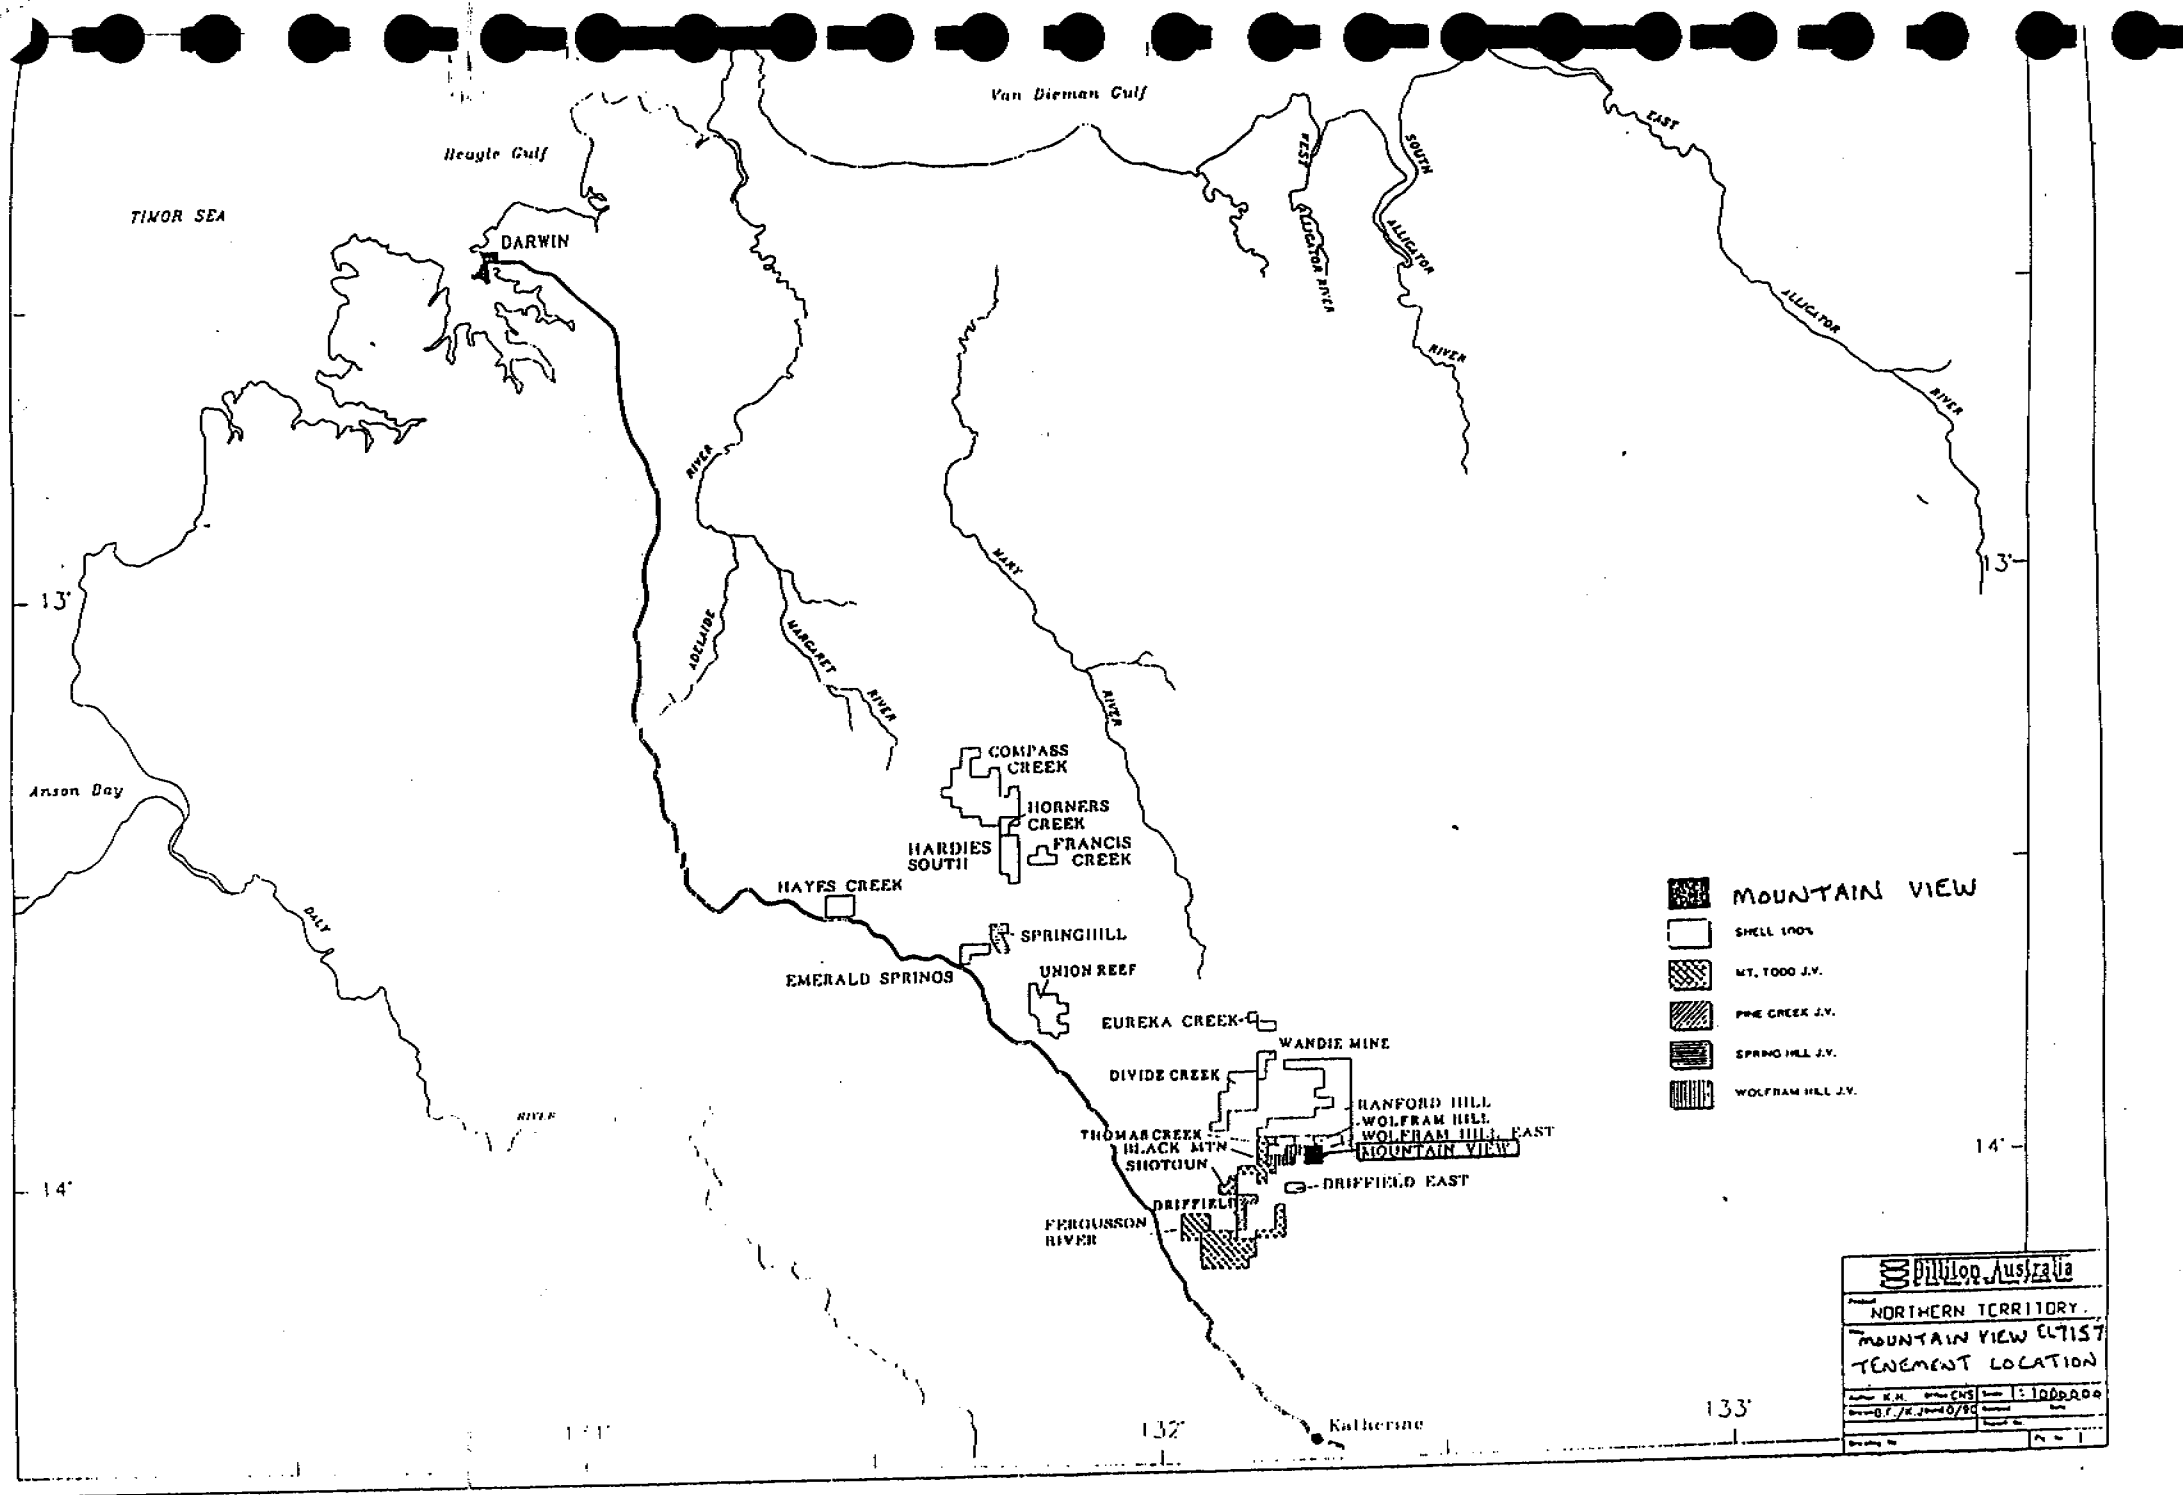 Van Dieman Gulf
Beagle Gulf
TIMOR SEA
DARWIN
EAST
WEST
SOUTH
ALLIGATOR RIVER
ALLIGATOR
ALLIGATOR
RIVER
RIVER
RIVER
MARY
13°
13°
ADELAIDE
MARGARET
RIVER
RIVER
COMPASS
CREEK
Anson Bay
HORNERS
CREEK
HARDIES
SOUTH
FRANCIS
CREEK
HAYES CREEK
MOUNTAIN VIEW
SHELL 100%
MT. TODD J.V.
PINE CREEK J.V.
SPRING HILL J.V.
WOLFRAM HILL J.V.
DALY
SPRINGHILL
UNION REEF
EMERALD SPRINGS
EUREKA CREEK
WANDIE MINE
DIVIDE CREEK
RANFORD HILL
WOLFRAM HILL
RIVER
THOMAS CREEK
WOLFRAM HILL EAST
BLACK MTN
MOUNTAIN VIEW
SHOTGUN
14°
14°
DRIFFIELD EAST
DRIFFIELD
FERGUSSON
RIVER
Billiton Australia
NORTHERN TERRITORY.
MOUNTAIN VIEW EL7157
TENEMENT LOCATION
K.H. CNS 1:1000,000
132°
133°
Katherine